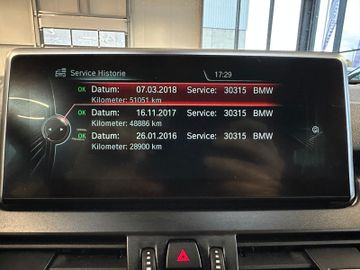 Service Historie 17:29
OK Datum: 07.03.2018 Service: 30315 BMW
Kilometer: 51051 km
OK Datum: 16.11.2017 Service: 30315 BMW
Kilometer: 48886 km
OK Datum: 26.01.2016 Service: 30315 BMW
Kilometer: 28900 km